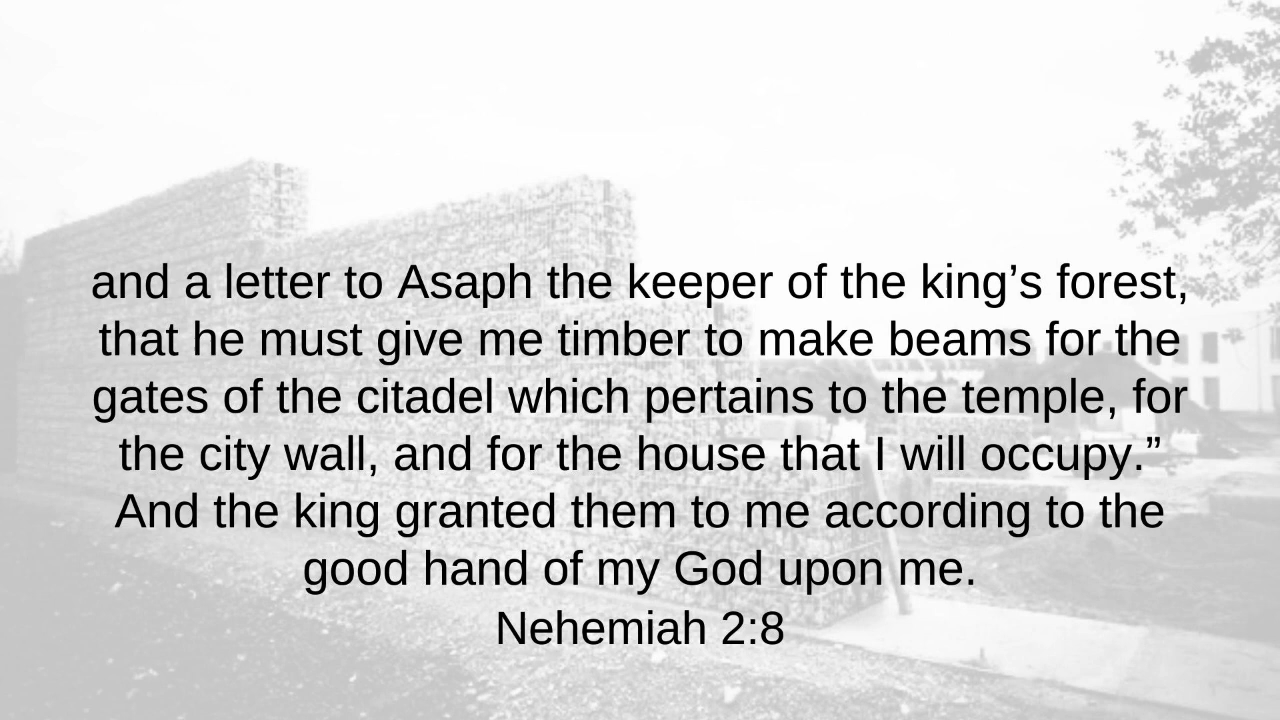 and a letter to Asaph the keeper of the king’s forest,
that he must give me timber to make beams for the
gates of the citadel which pertains to the temple, for
the city wall, and for the house that I will occupy.”
And the king granted them to me according to the
good hand of my God upon me.
Nehemiah 2:8